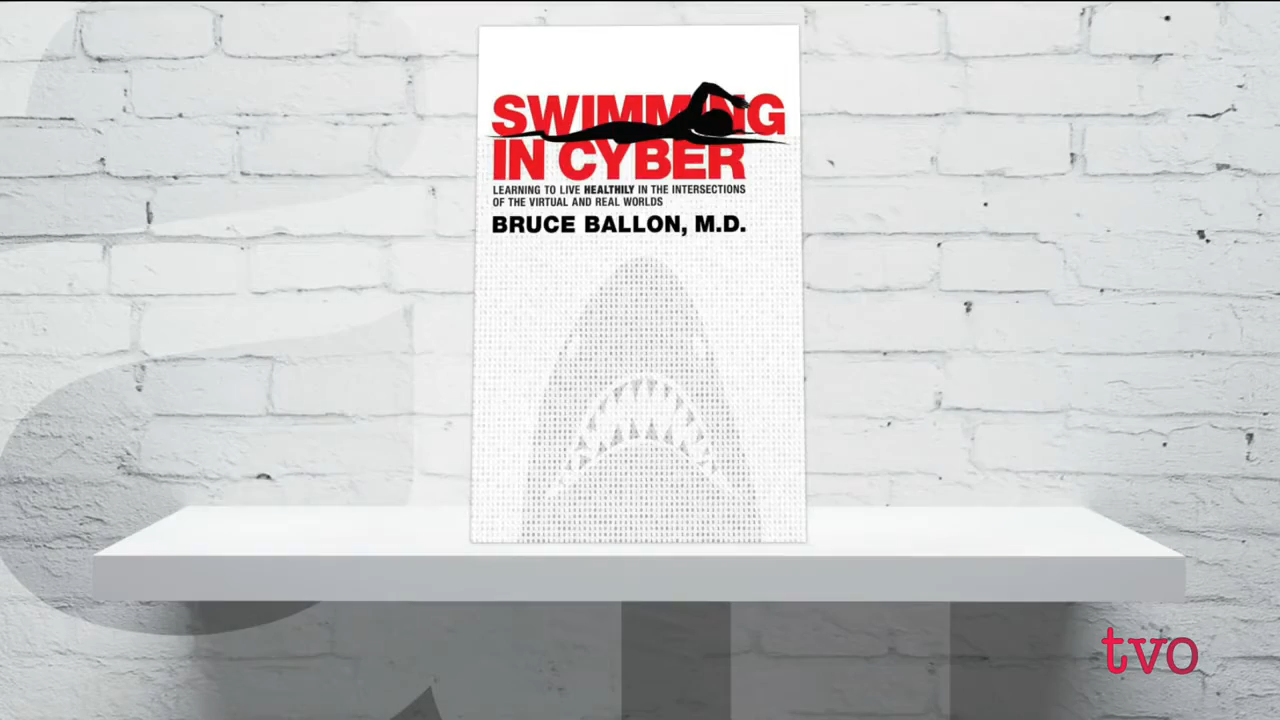 SWIMMING
IN CYBER
LEARNING TO LIVE HEALTHILY IN THE INTERSECTIONS
OF THE VIRTUAL AND REAL WORLDS
BRUCE BALLON, M.D.
tvo